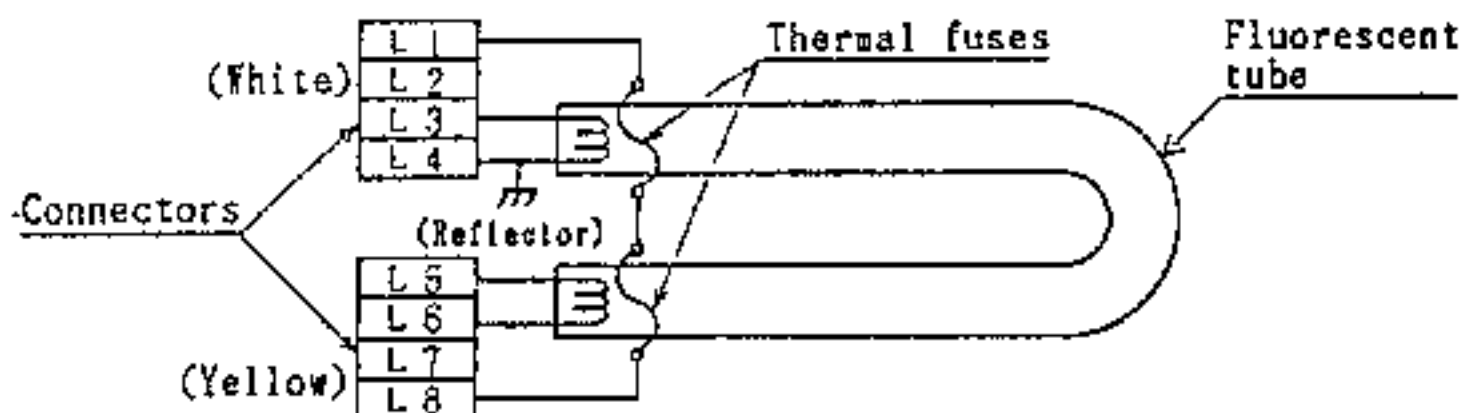 L 1
L 2
L 3
L 4
(White)
Thermal fuses
Fluorescent
tube
Connectors
(Reflector)
L 5
L 6
L 7
L 8
(Yellow)